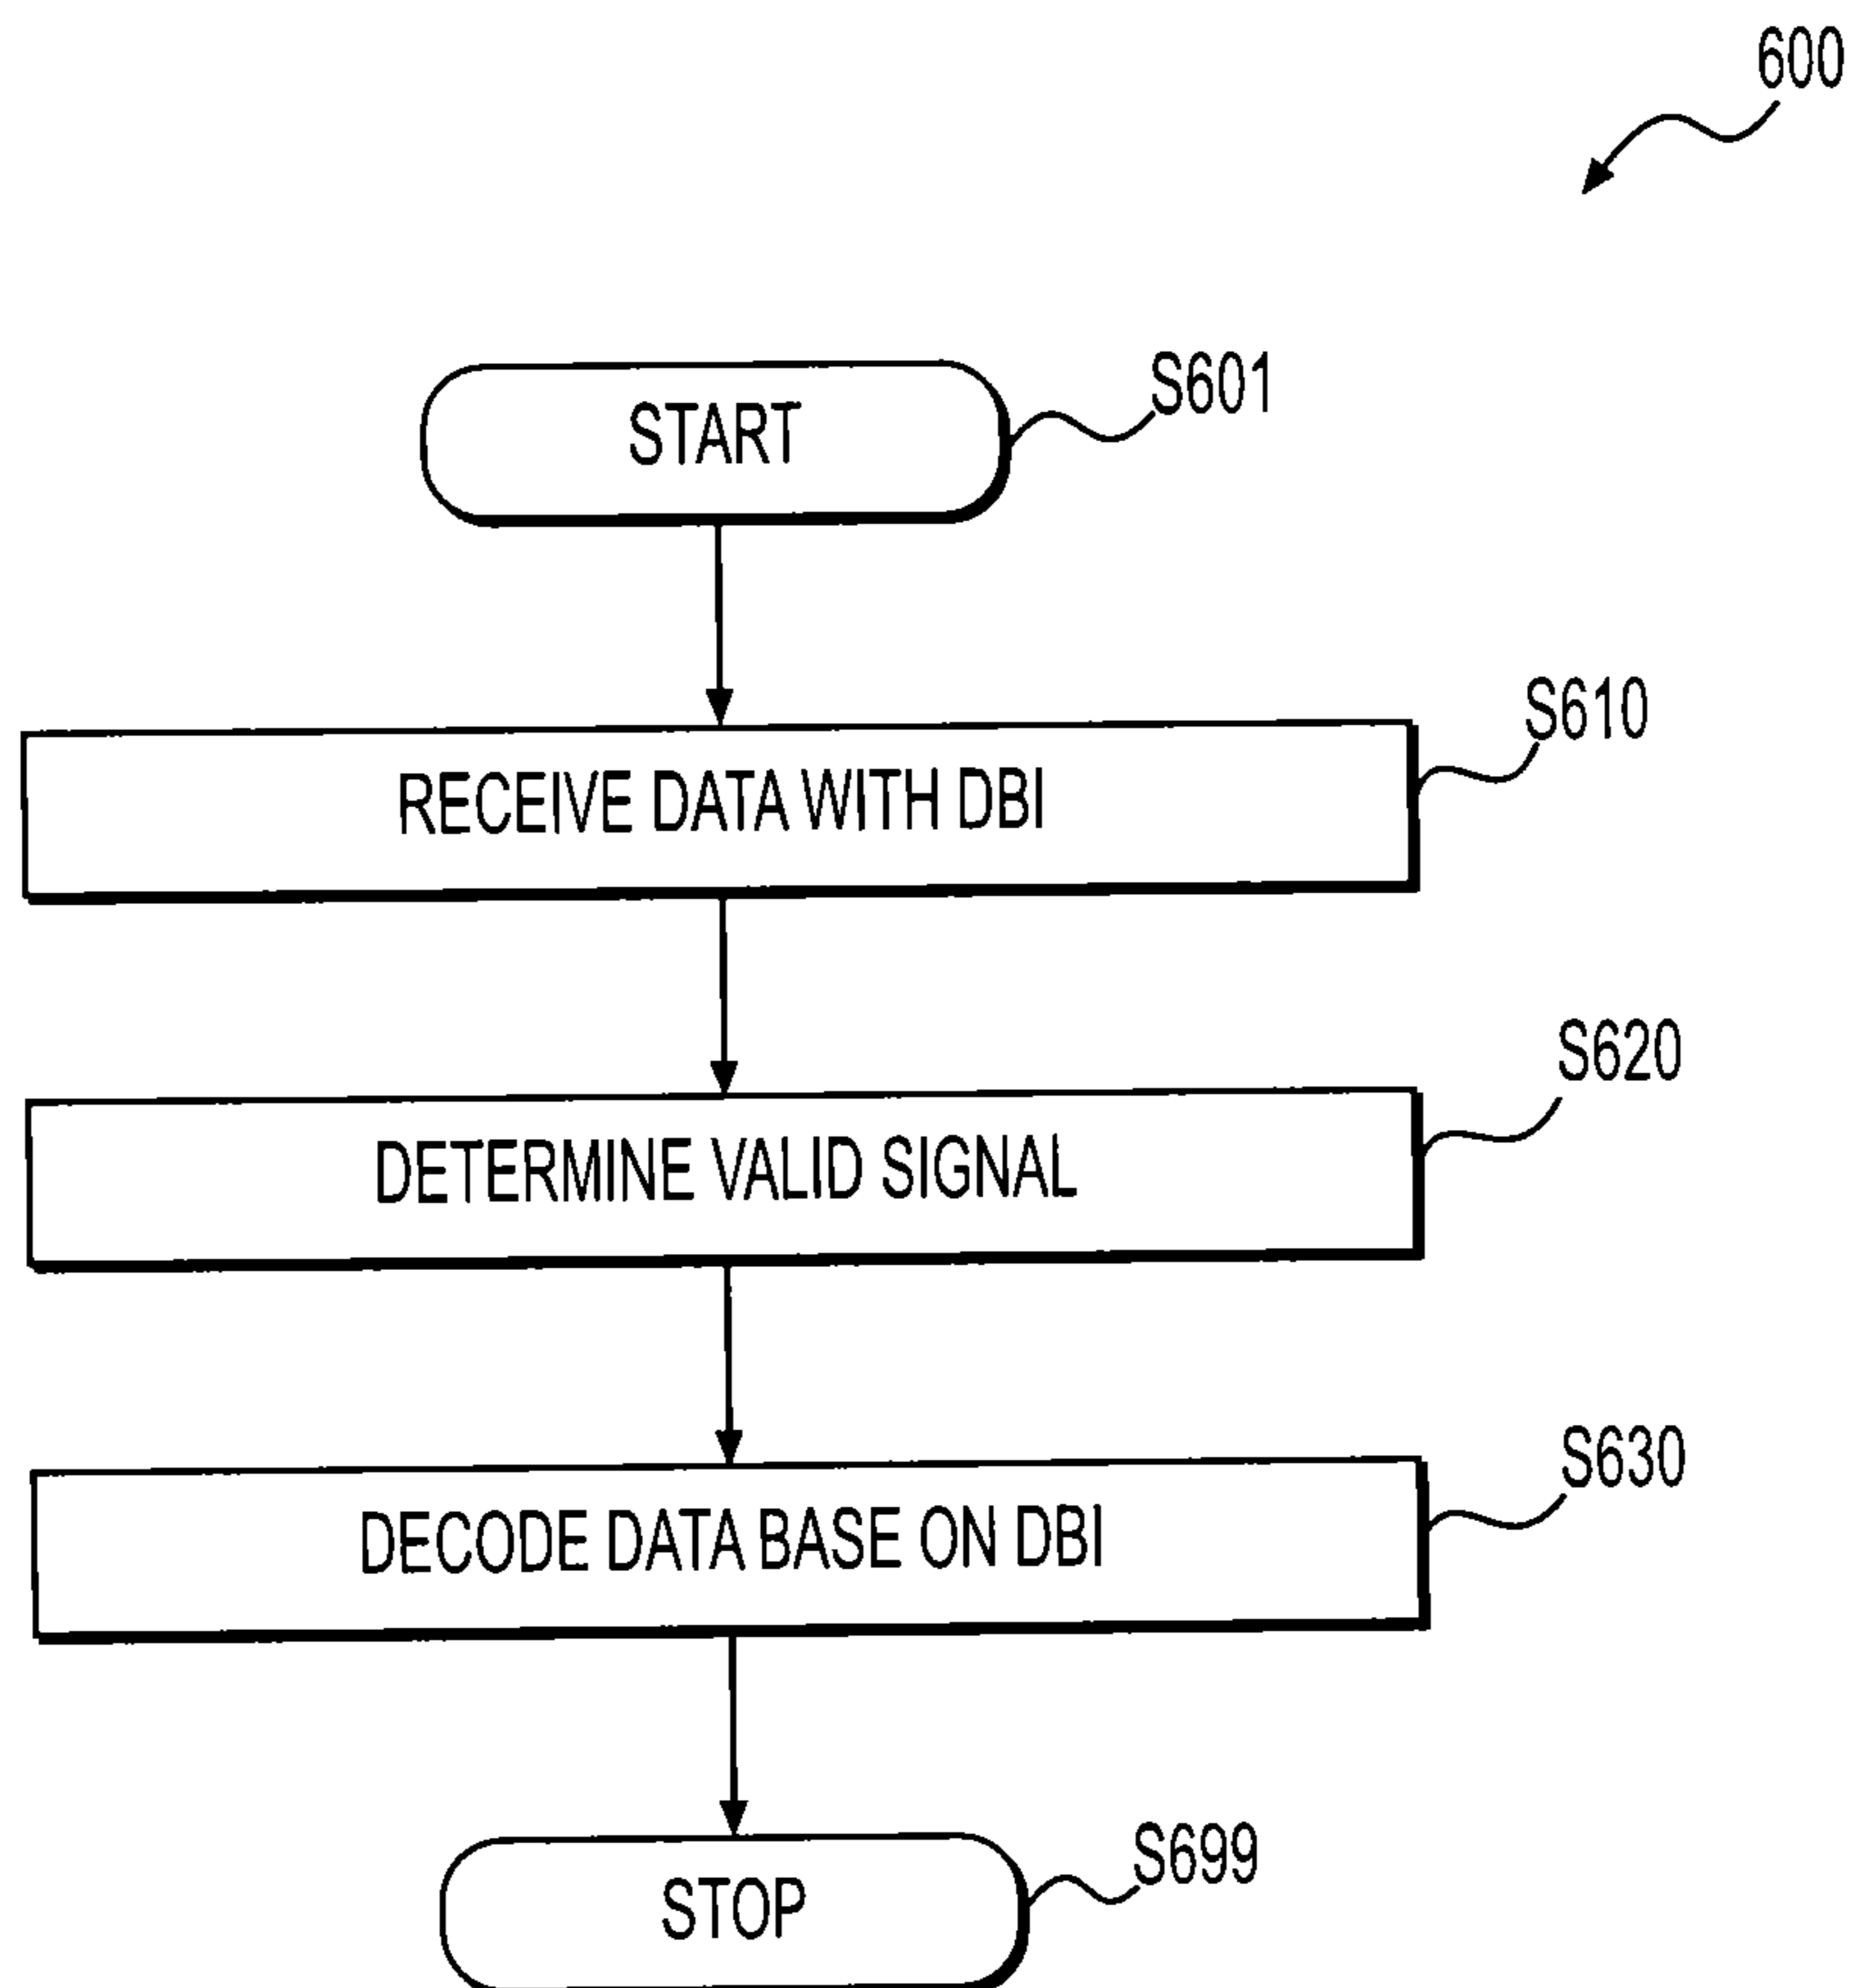 600
START
S601
RECEIVE DATA WITH DBI
S610
DETERMINE VALID SIGNAL
S620
DECODE DATA BASE ON DBI
S630
STOP
S699